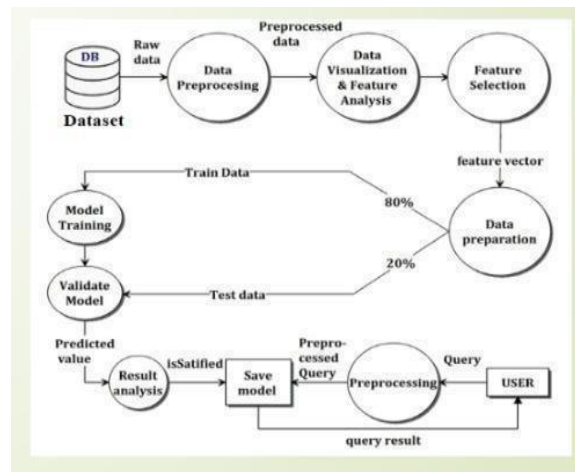 DB
Dataset
Raw
data
Data
Preprocesing
Preprocessed
data
Data
Visualization
& Feature
Analysis
Feature
Selection
feature vector
Data
preparation
80%
20%
Train Data
Test data
Model
Training
Validate
Model
Predicted
value
Result
analysis
isSatified
Save
model
Prepro-
cessed
Query
Preprocessing
Query
USER
query result